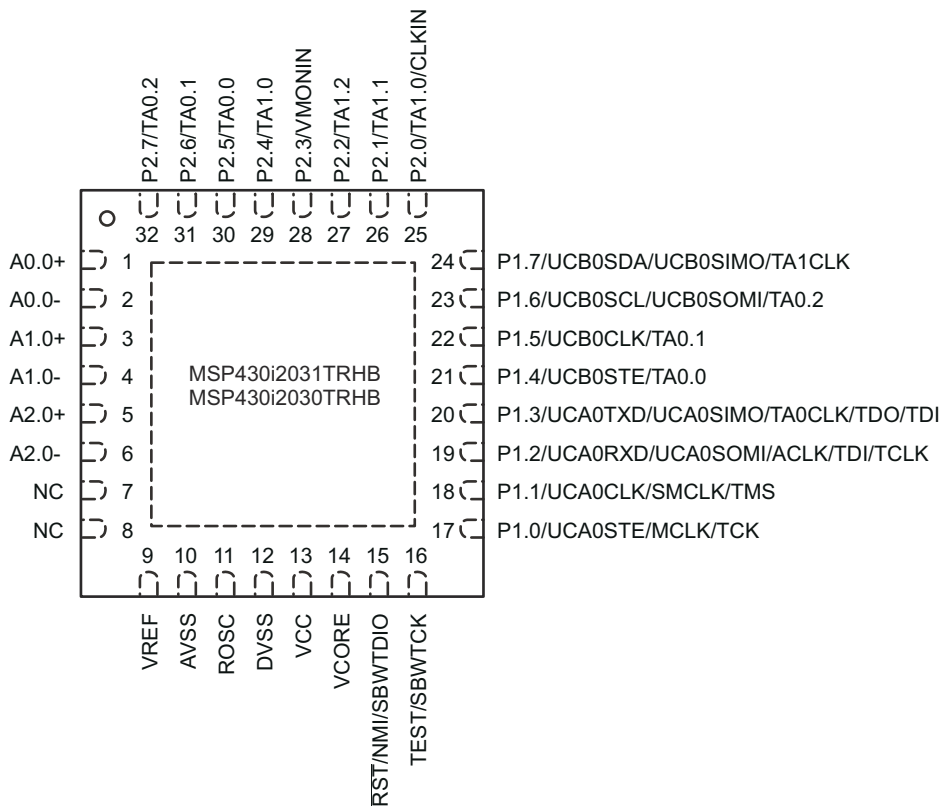 P2.7/TA0.2
P2.6/TA0.1
P2.5/TA0.0
P2.4/TA1.0
P2.3/VMONIN
P2.2/TA1.2
P2.1/TA1.1
P2.0/TA1.0/CLKIN
32 31 30 29 28 27 26 25
A0.0+ 1
A0.0- 2
A1.0+ 3
A1.0- 4
A2.0+ 5
A2.0- 6
NC 7
NC 8
MSP430i2031TRHB
MSP430i2030TRHB
24 P1.7/UCB0SDA/UCB0SIMO/TA1CLK
23 P1.6/UCB0SCL/UCB0SOMI/TA0.2
22 P1.5/UCB0CLK/TA0.1
21 P1.4/UCB0STE/TA0.0
20 P1.3/UCA0TXD/UCA0SIMO/TA0CLK/TDO/TDI
19 P1.2/UCA0RXD/UCA0SOMI/ACLK/TDI/TCLK
18 P1.1/UCA0CLK/SMCLK/TMS
17 P1.0/UCA0STE/MCLK/TCK
9 10 11 12 13 14 15 16
VREF
AVSS
ROSC
DVSS
VCC
VCORE
RST/NMI/SBWTDIO
TEST/SBWTCK